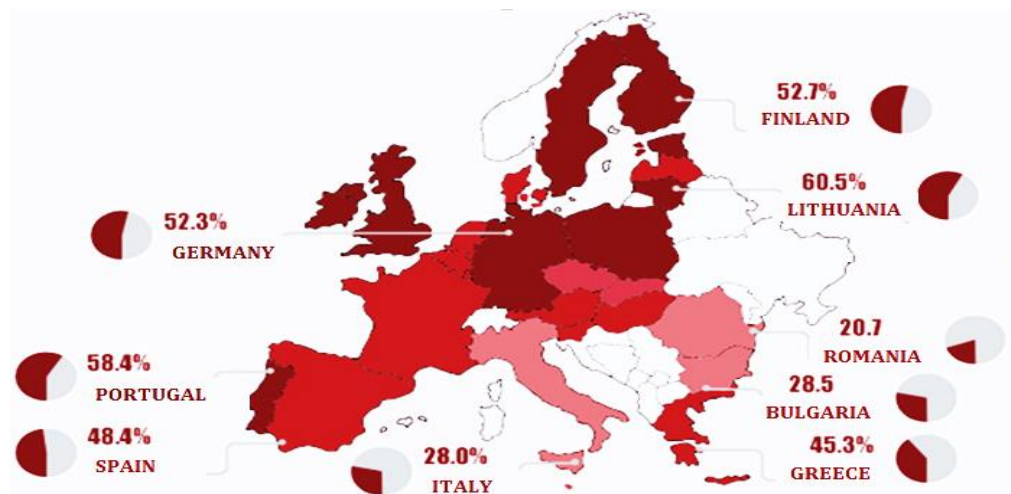 52.7%
FINLAND
60.5%
LITHUANIA
52.3%
GERMANY
20.7
ROMANIA
58.4%
PORTUGAL
28.5
BULGARIA
48.4%
SPAIN
28.0%
ITALY
45.3%
GREECE